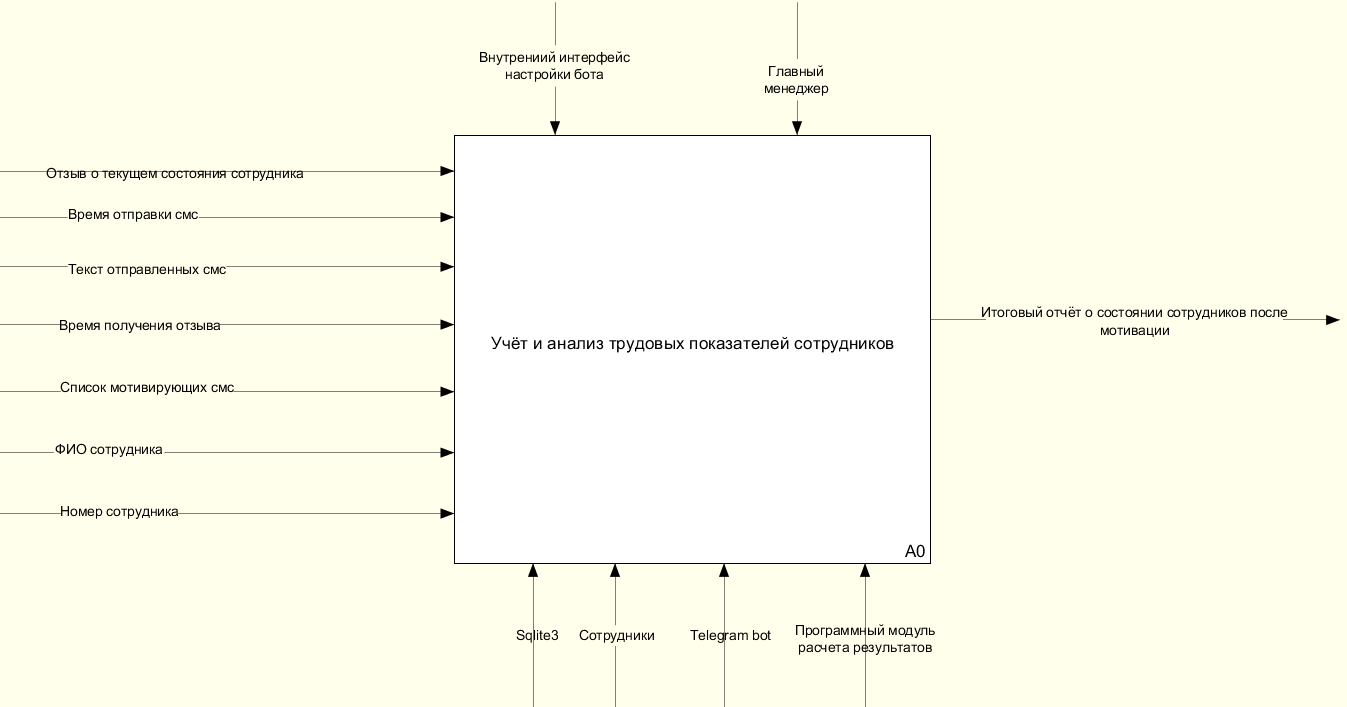 Внутрениий интерфейс
настройки бота
Главный
менеджер
Отзыв о текущем состояния сотрудника
Время отправки смс
Текст отправленных смс
Время получения отзыва
Список мотивирующих смс
ФИО сотрудника
Номер сотрудника
Учёт и анализ трудовых показателей сотрудников
A0
Итоговый отчёт о состоянии сотрудников после
мотивации
Sqlite3
Сотрудники
Telegram bot
Программный модуль
расчета результатов